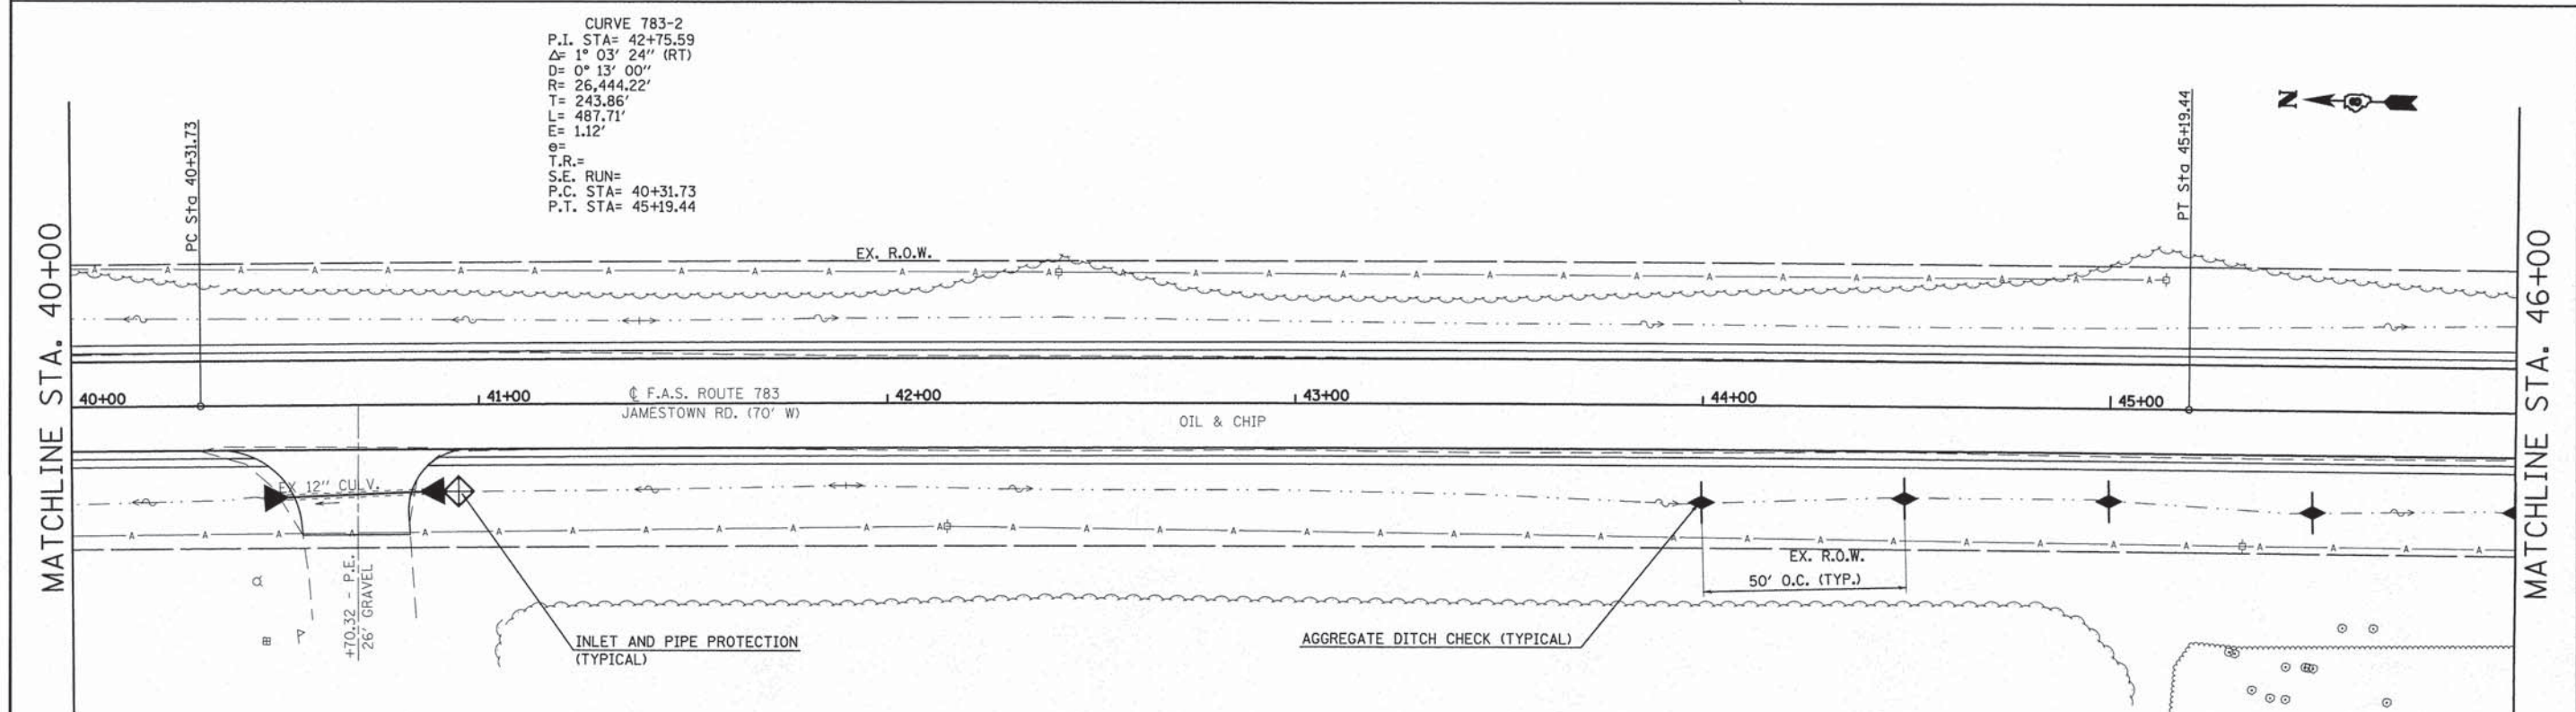 CURVE 783-2
P.I. STA= 42+75.59
Δ= 1° 03' 24" (RT)
D= 0° 13' 00"
R= 26,444.22'
T= 243.86'
L= 487.71'
E= 1.12'
e=
T.R.=
S.E. RUN=
P.C. STA= 40+31.73
P.T. STA= 45+19.44
N
PC Sta 40+31.73
PT Sta 45+19.44
MATCHLINE STA. 40+00
MATCHLINE STA. 46+00
EX. R.O.W.
A A A A A A A A A A A A A A A A A A A A A A A A A A A A A
40+00
41+00
℄ F.A.S. ROUTE 783
JAMESTOWN RD. (70' W)
42+00
43+00
44+00
45+00
OIL & CHIP
EX 12" CULV.
A A A A A A A A A A A A A A A A A A A A A A A A A A A A A A A A A
EX. R.O.W.
50' O.C. (TYP.)
+70.32 - P.E.
26' GRAVEL
INLET AND PIPE PROTECTION
(TYPICAL)
AGGREGATE DITCH CHECK (TYPICAL)